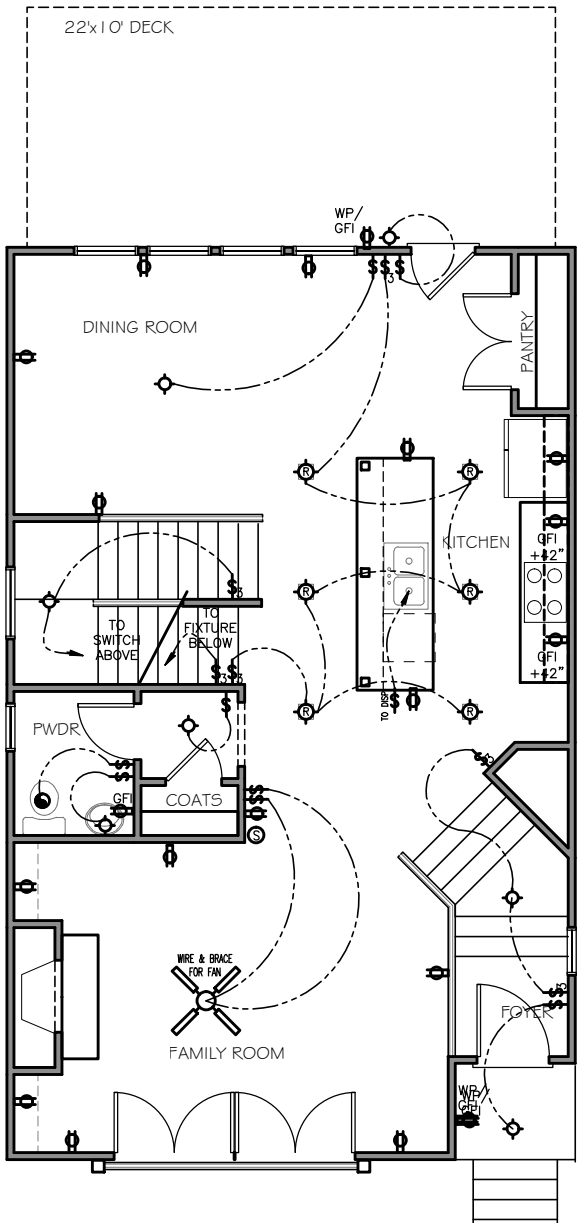 22'x10' DECK
WP/
GFI
$ $ $
3
DINING ROOM
PANTRY
R
R
KITCHEN
GFI
+42"
$3
TO
SWITCH
ABOVE
TO
FIXTURE
BELOW
R
R
GFI
+42"
$3 $3
TO DISP
$
R
R
$
PWDR
$
$
GFI
COATS
$
$
S
$3
WIRE & BRACE
FOR FAN
$3
$
FOYER
FAMILY ROOM
WP/
GFI